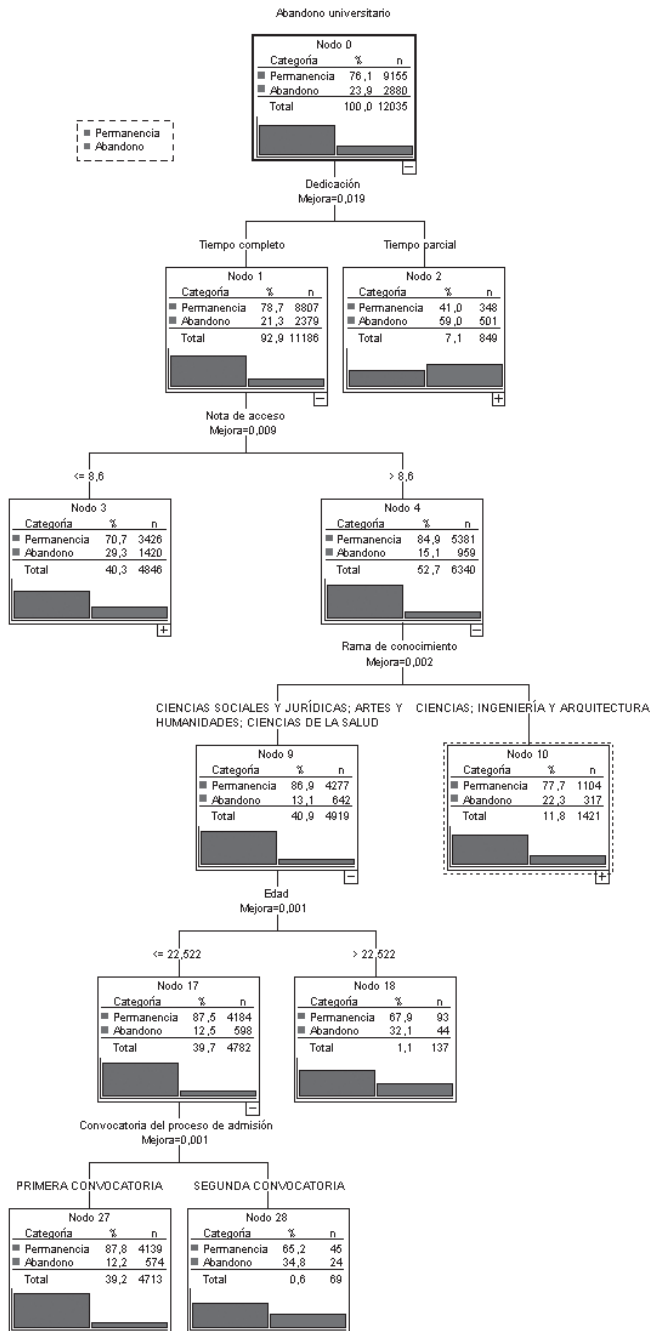 Abandono universitario
Nodo 0
Categoría % n
Permanencia 76,1 9155
Abandono 23,9 2880
Total 100,0 12035
Permanencia
Abandono
Dedicación
Mejora=0,019
Tiempo completo
Tiempo parcial
Nodo 1
Categoría % n
Permanencia 78,7 8807
Abandono 21,3 2379
Total 92,9 11186
Nodo 2
Categoría % n
Permanencia 41,0 348
Abandono 59,0 501
Total 7,1 849
Nota de acceso
Mejora=0,009
<= 8,6
> 8,6
Nodo 3
Categoría % n
Permanencia 70,7 3426
Abandono 29,3 1420
Total 40,3 4846
Nodo 4
Categoría % n
Permanencia 84,9 5381
Abandono 15,1 959
Total 52,7 6340
Rama de conocimiento
Mejora=0,002
CIENCIAS SOCIALES Y JURÍDICAS; ARTES Y
HUMANIDADES; CIENCIAS DE LA SALUD
CIENCIAS; INGENIERÍA Y ARQUITECTURA
Nodo 9
Categoría % n
Permanencia 86,9 4277
Abandono 13,1 642
Total 40,9 4919
Nodo 10
Categoría % n
Permanencia 77,7 1104
Abandono 22,3 317
Total 11,8 1421
Edad
Mejora=0,001
<= 22,522
> 22,522
Nodo 17
Categoría % n
Permanencia 87,5 4184
Abandono 12,5 598
Total 39,7 4782
Nodo 18
Categoría % n
Permanencia 67,9 93
Abandono 32,1 44
Total 1,1 137
Convocatoria del proceso de admisión
Mejora=0,001
PRIMERA CONVOCATORIA
SEGUNDA CONVOCATORIA
Nodo 27
Categoría % n
Permanencia 87,8 4139
Abandono 12,2 574
Total 39,2 4713
Nodo 28
Categoría % n
Permanencia 65,2 45
Abandono 34,8 24
Total 0,6 69